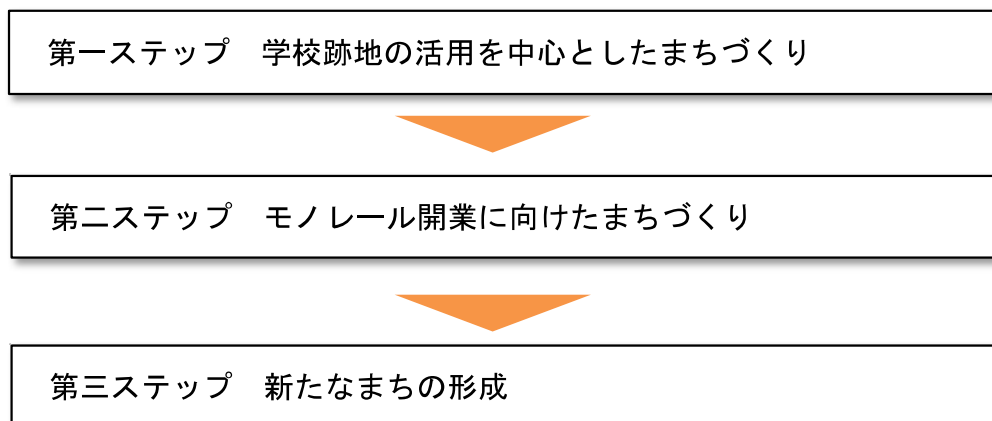 第一ステップ　学校跡地の活用を中心としたまちづくり
第二ステップ　モノレール開業に向けたまちづくり
第三ステップ　新たなまちの形成